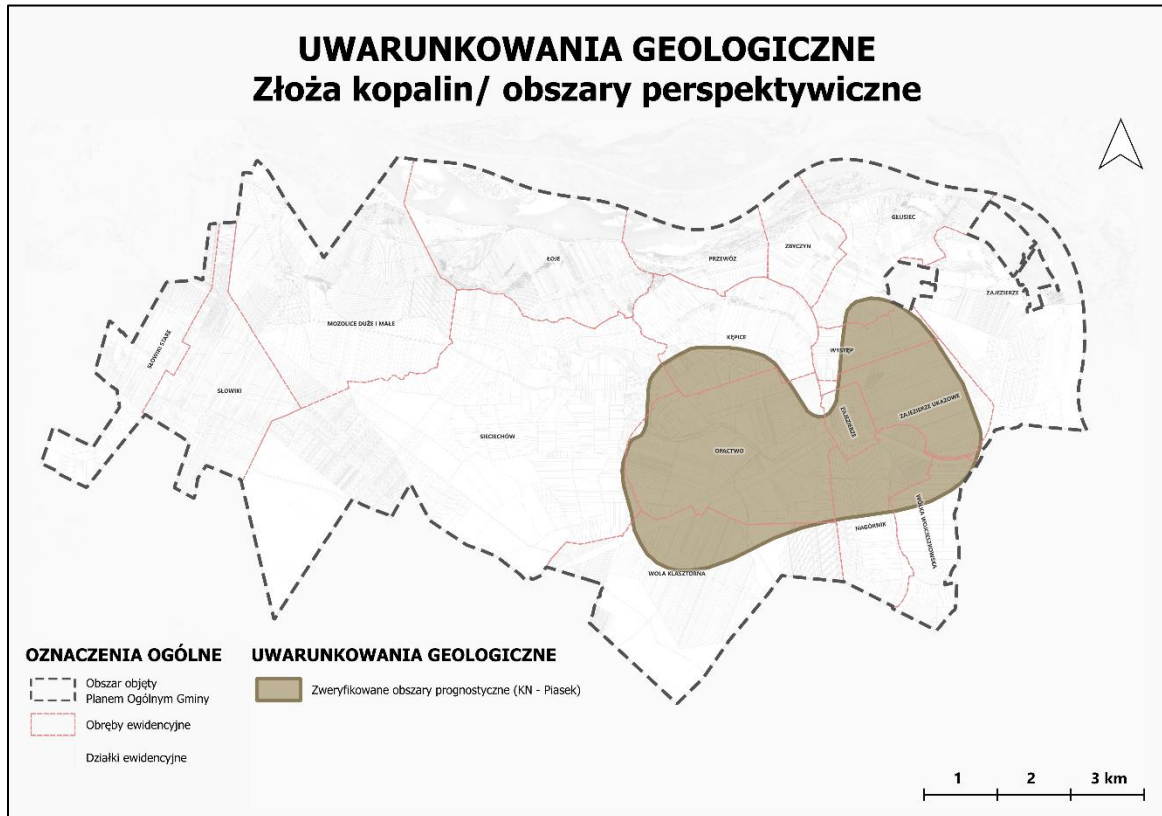 UWARUNKOWANIA GEOLOGICZNE
Złoża kopalin/ obszary perspektywiczne
GŁUSIEC
ZBYCZYN
ŁOJE
PRZEWÓZ
ZAJEZIERZE
MOZOLICE DUŻE I MAŁE
SŁOWIKI STARE
KĘPICE
WYSTĘP
SŁOWIKI
ZAJEZIERZE UKAZOWE
ZAJEZIERZE
SIECIECHÓW
OPACTWO
NAGÓRNIK
WÓLKA WOJCIESZKOWSKA
WOLA KLASZTORNA
OZNACZENIA OGÓLNE
Obszar objęty
Planem Ogólnym Gminy
Obręby ewidencyjne
Działki ewidencyjne
UWARUNKOWANIA GEOLOGICZNE
Zweryfikowane obszary prognostyczne (KN - Piasek)
1 2 3 km